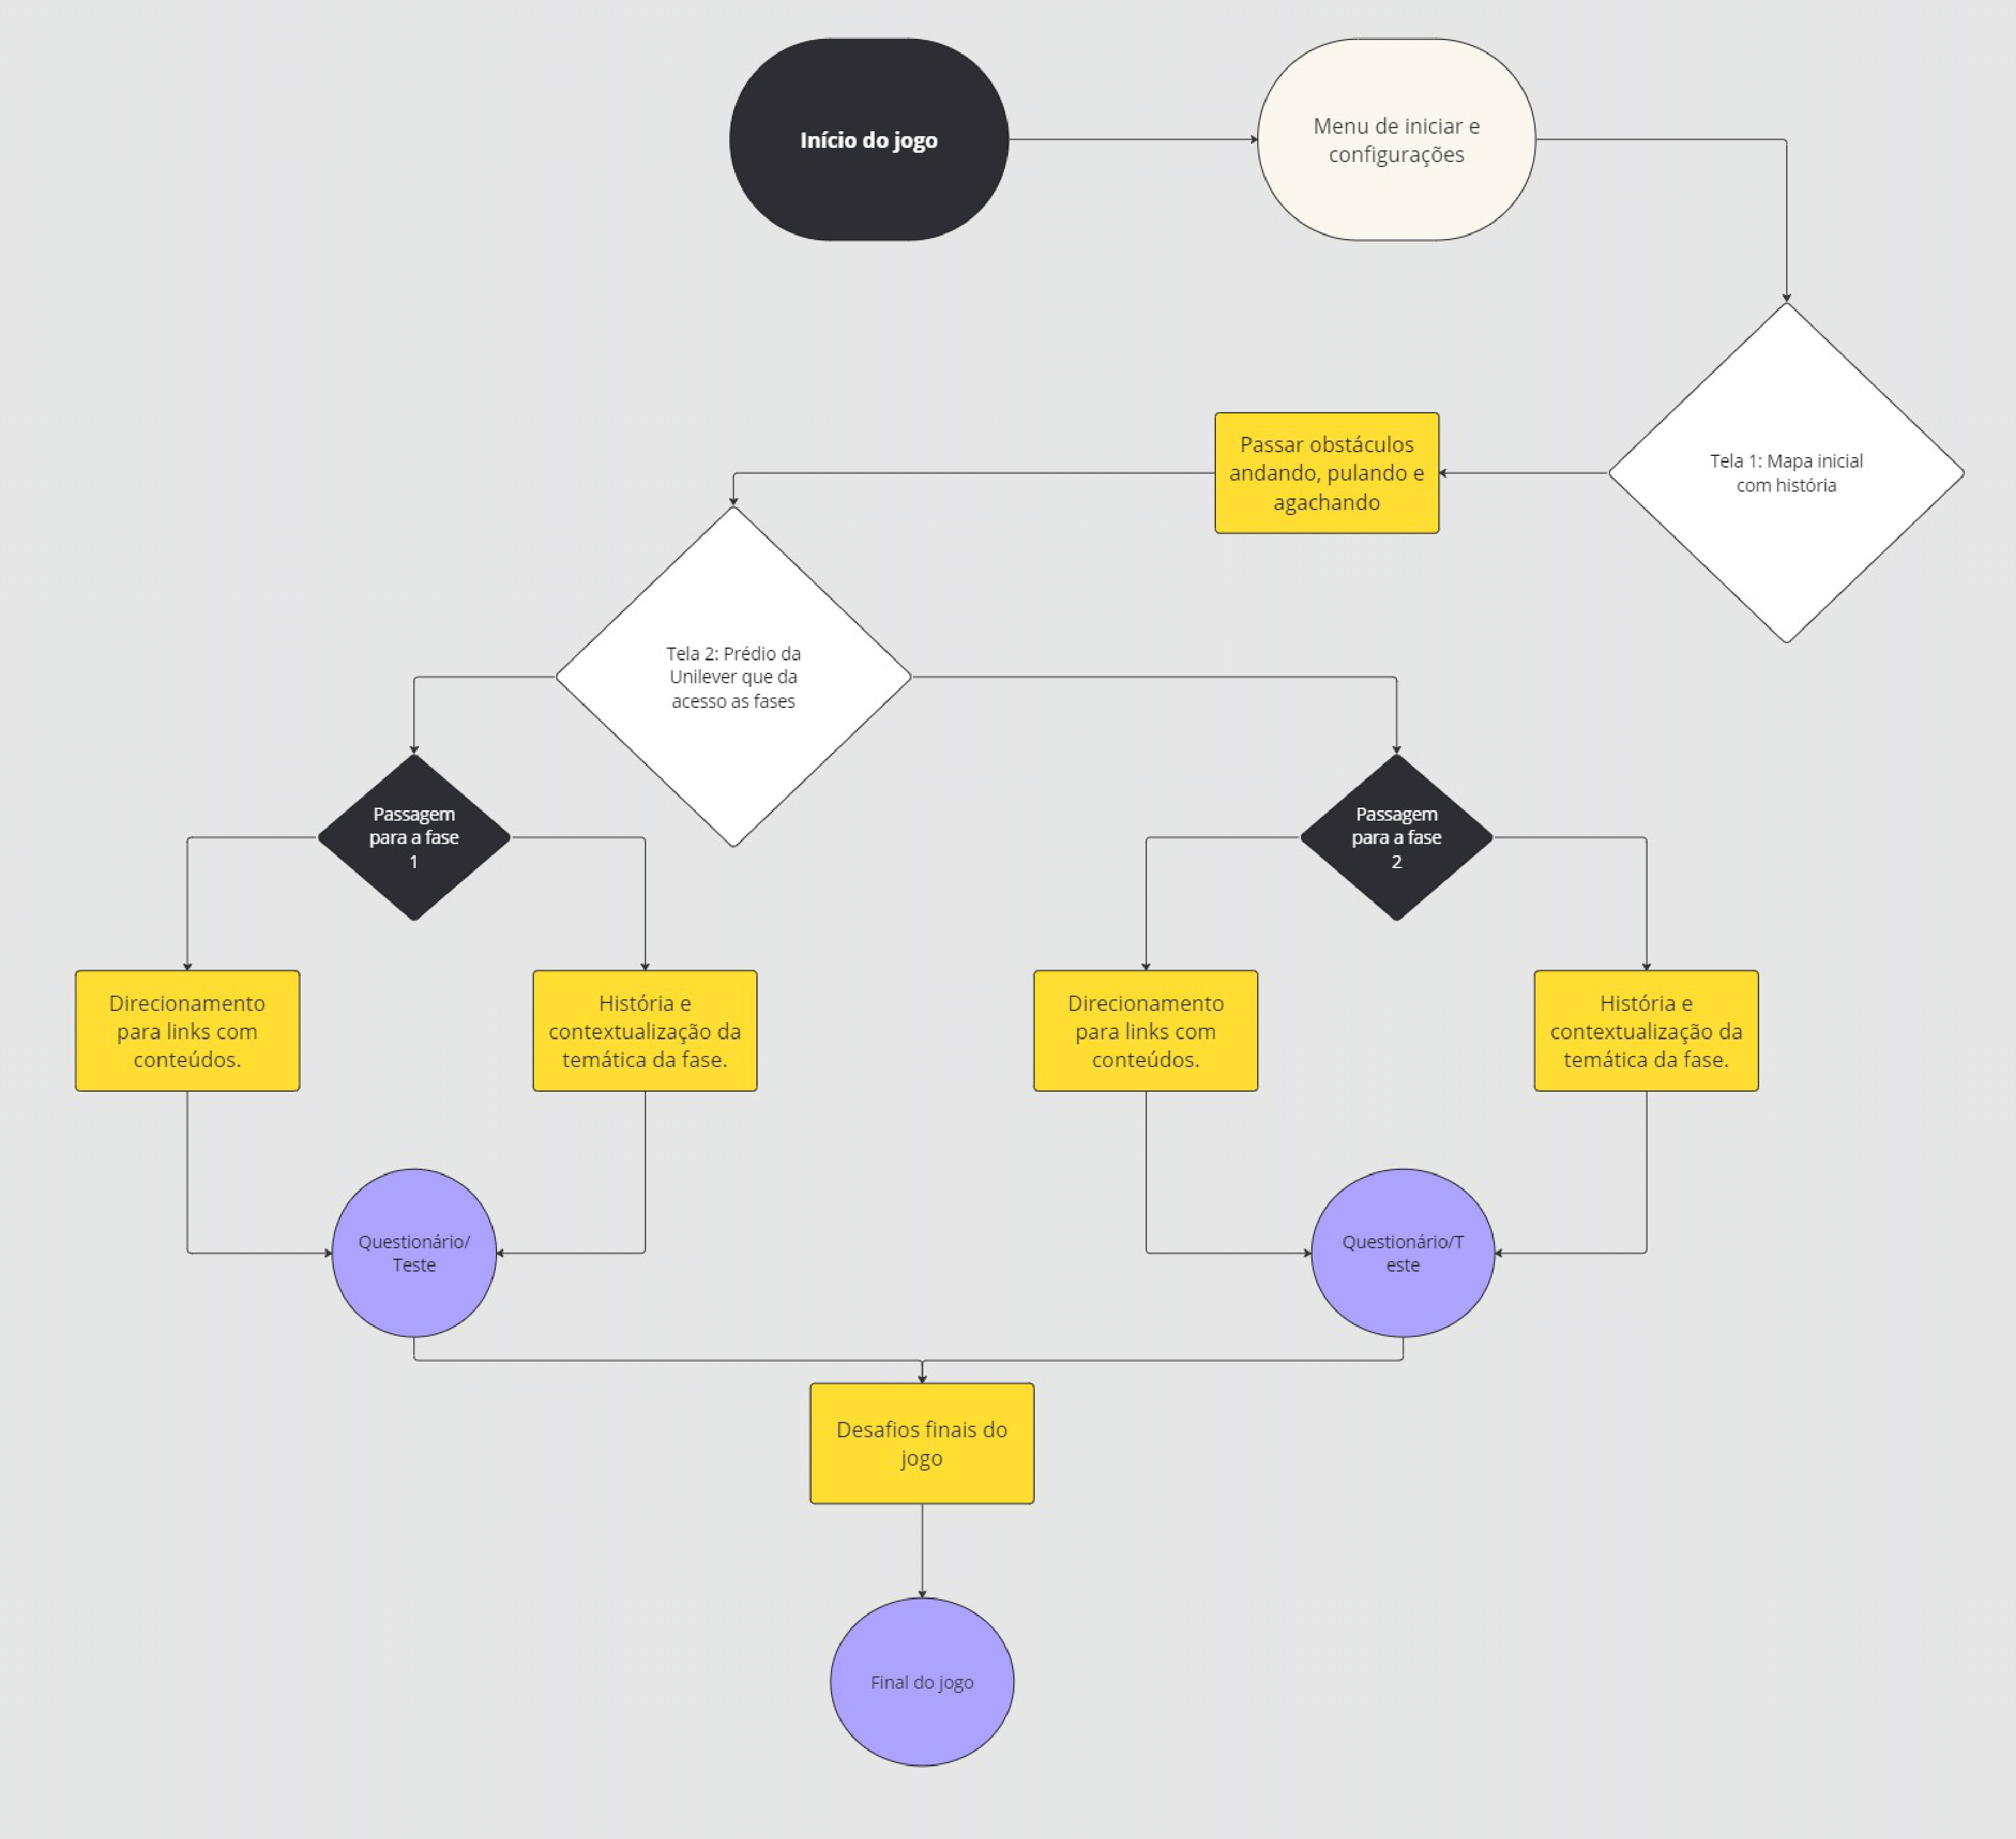 Início do jogo
Menu de iniciar e
configurações
Tela 1: Mapa inicial
com história
Passar obstáculos
andando, pulando e
agachando
Tela 2: Prédio da
Unilever que da
acesso as fases
Passagem
para a fase
1
Passagem
para a fase
2
Direcionamento
para links com
conteúdos.
História e
contextualização da
temática da fase.
Direcionamento
para links com
conteúdos.
História e
contextualização da
temática da fase.
Questionário/
Teste
Questionário/T
este
Desafios finais do
jogo
Final do jogo